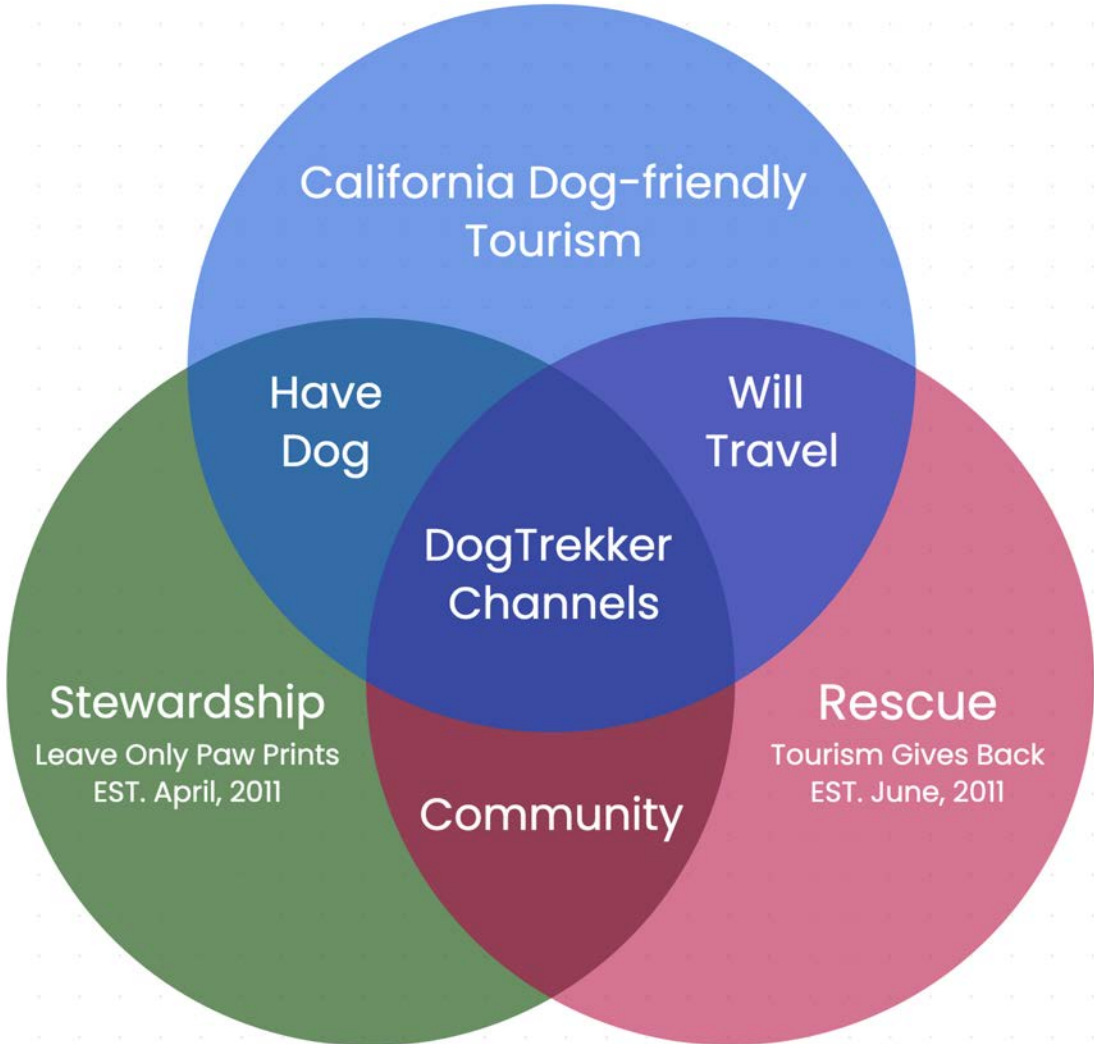 California Dog-friendly
Tourism
Have
Dog
Will
Travel
DogTrekker
Channels
Stewardship
Leave Only Paw Prints
EST. April, 2011
Rescue
Tourism Gives Back
EST. June, 2011
Community